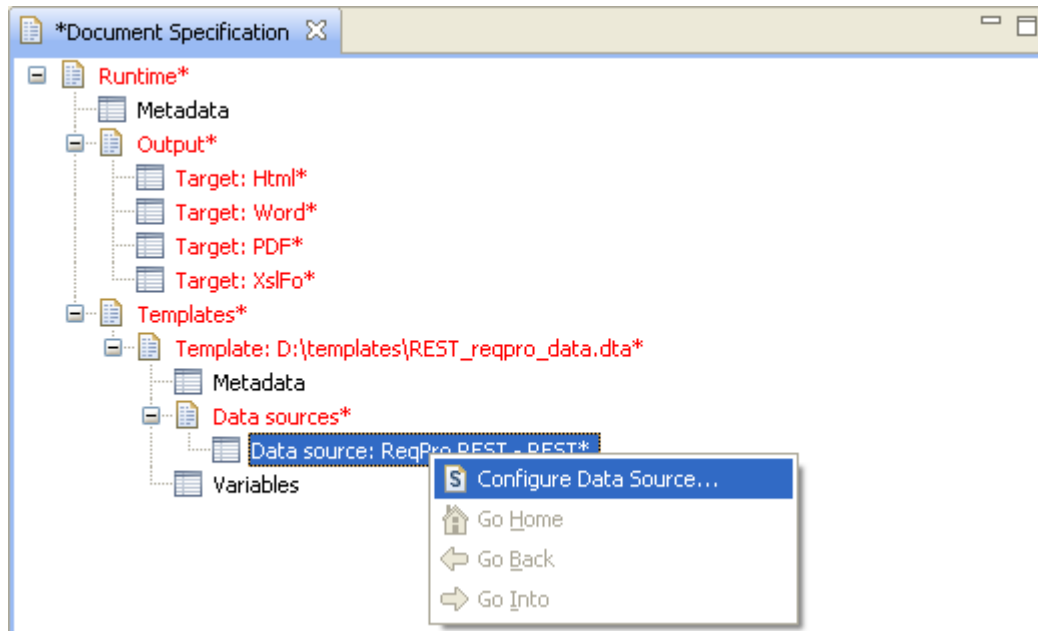 *Document Specification
Runtime*
Metadata
Output*
Target: Html*
Target: Word*
Target: PDF*
Target: XslFo*
Templates*
Template: D:\templates\REST_reqpro_data.dta*
Metadata
Data sources*
Data source: ReqPro REST - REST*
Variables
Configure Data Source...
Go Home
Go Back
Go Into